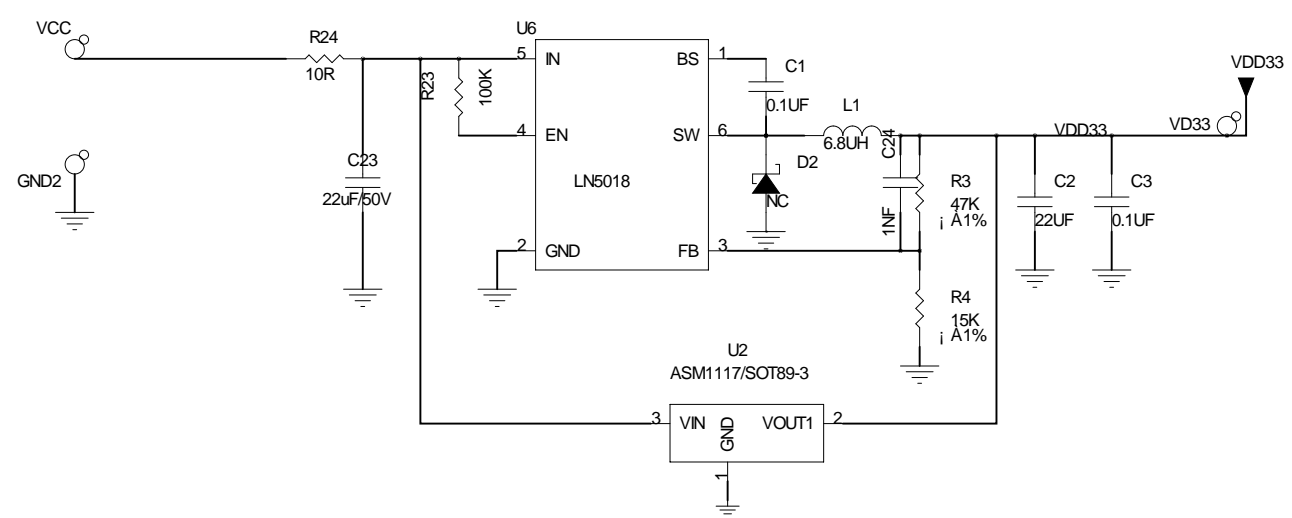 VCC
R24
10R
R23
100K
U6
5
IN
BS
1
4
EN
SW
6
LN5018
2
GND
FB
3
C1
0.1UF
L1
6.8UH
D2
NC
C24
1NF
R3
47K
¡ À1%
R4
15K
¡ À1%
VDD33
VD33
VDD33
C2
22UF
C3
0.1UF
GND2
C23
22uF/50V
U2
ASM1117/SOT89-3
3
VIN
GND
VOUT1
2
1